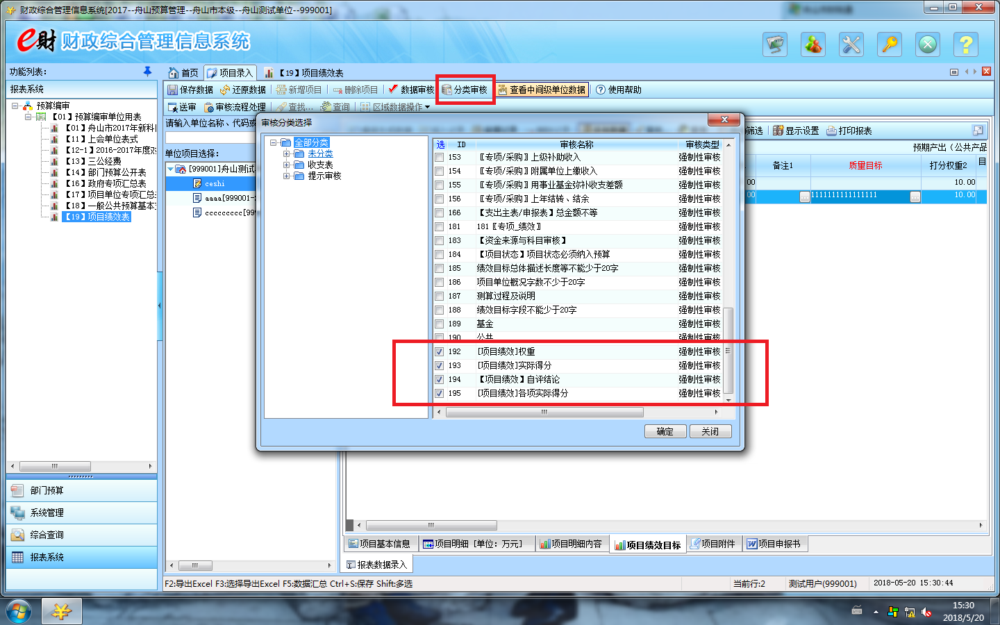 财政综合管理信息系统[2017--舟山预算管理--舟山市本级--舟山测试单位--999001]
e财 财政综合管理信息系统
功能列表：
首页 项目录入 【19】项目绩效表
报表系统
保存数据 还原数据 新增项目 删除项目 数据审核 分类审核 查看中间级单位数据 使用帮助
送审 审核流程处理 查找... 查询 区域数据操作
预算编审
【01】预算编审单位用表
【01】舟山市2017年新科
【11】上会单位表式
【12-1】2016-2017年度对
【13】三公经费
【14】部门预算公开表
【16】政府专项汇总表
【17】项目单位专项汇总
【18】一般公共预算基本
【19】项目绩效表
请输入单位名称、代码或
单位项目选择：
[999001]舟山测试
ceshi
aaaa[999001-
ccccccccc[99
审核分类选择
全部分类
未分类
收支表
提示审核
选 ID 审核名称 审核类型
153 〖专项/采购〗上级补助收入 强制性审核
154 〖专项/采购〗附属单位上缴收入 强制性审核
155 〖专项/采购〗用事业基金弥补收支差额 强制性审核
156 〖专项/采购〗上年结转、结余 强制性审核
166 【支出主表/申报表】总金额不等 强制性审核
181 181〖专项_绩效〗 强制性审核
183 【资金来源与科目审核】 强制性审核
184 【项目状态】项目状态必须纳入预算 强制性审核
185 绩效目标总体描述长度等不能少于20字 强制性审核
186 项目单位概况字数不少于20字 强制性审核
187 测算过程及说明 强制性审核
188 绩效目标字段不能少于20字 强制性审核
189 基金 强制性审核
190 公共 强制性审核
192 [项目绩效]权重 强制性审核
193 [项目绩效]实际得分 强制性审核
194 【项目绩效】自评结论 强制性审核
195 [项目绩效]各项实际得分 强制性审核
确定 关闭
筛选 显示设置 打印报表
预期产出（公共产品
备注1 质量目标 打分权重2 目
00 10.00
00 1111111111111111 10.00
部门预算
系统管理
综合查询
报表系统
项目基本信息 项目明细［单位：万元］ 项目明细内容 项目绩效目标 项目附件 项目申报书
报表数据录入
F2:导出Excel F3:选择导出Excel F5:数据汇总 Ctrl+S:保存 Shift:多选
当前行:2 测试用户(999001) 2018-05-20 15:30:44
15:30
2018/5/20